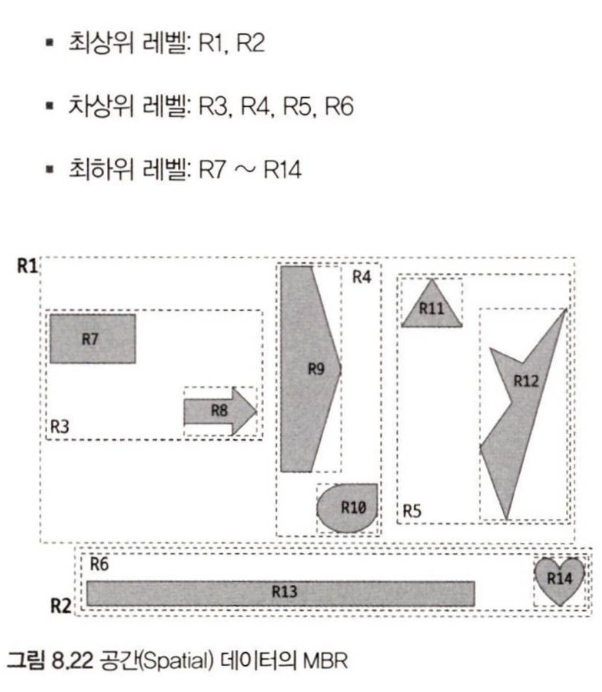 ▪ 최상위 레벨: R1, R2
▪ 차상위 레벨: R3, R4, R5, R6
▪ 최하위 레벨: R7 ～ R14
R1
R4
R11
R7
R9
R12
R8
R3
R10
R5
R6
R14
R13
R2
그림 8.22 공간(Spatial) 데이터의 MBR